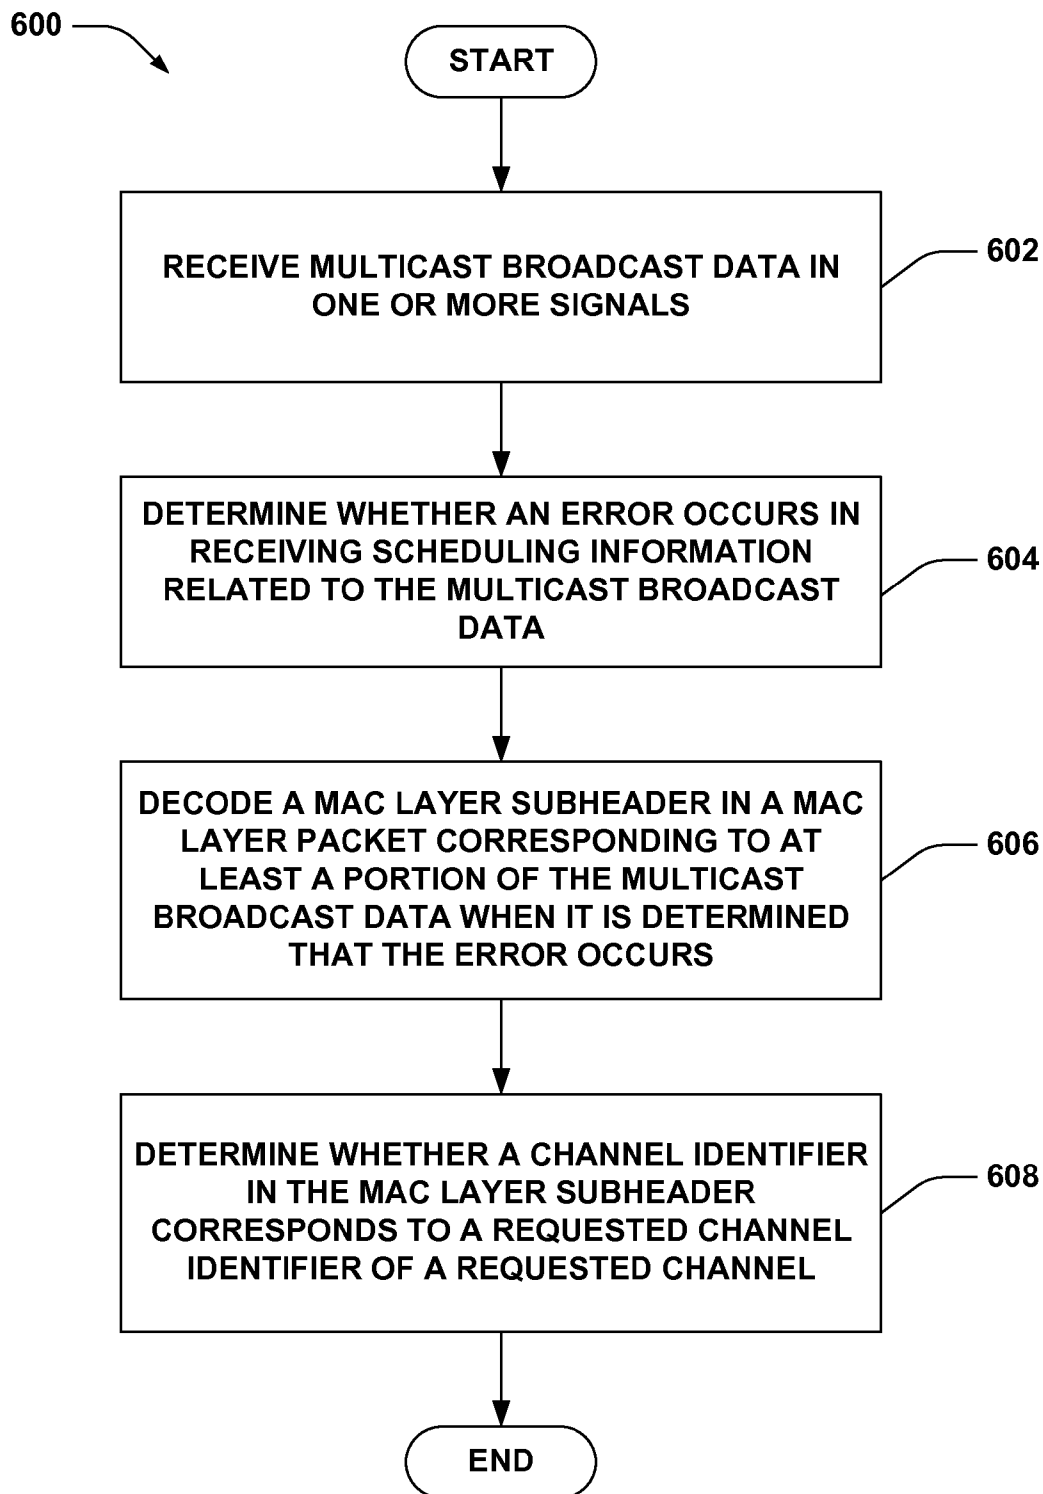 600
START
RECEIVE MULTICAST BROADCAST DATA IN
ONE OR MORE SIGNALS
602
DETERMINE WHETHER AN ERROR OCCURS IN
RECEIVING SCHEDULING INFORMATION
RELATED TO THE MULTICAST BROADCAST
DATA
604
DECODE A MAC LAYER SUBHEADER IN A MAC
LAYER PACKET CORRESPONDING TO AT
LEAST A PORTION OF THE MULTICAST
BROADCAST DATA WHEN IT IS DETERMINED
THAT THE ERROR OCCURS
606
DETERMINE WHETHER A CHANNEL IDENTIFIER
IN THE MAC LAYER SUBHEADER
CORRESPONDS TO A REQUESTED CHANNEL
IDENTIFIER OF A REQUESTED CHANNEL
608
END